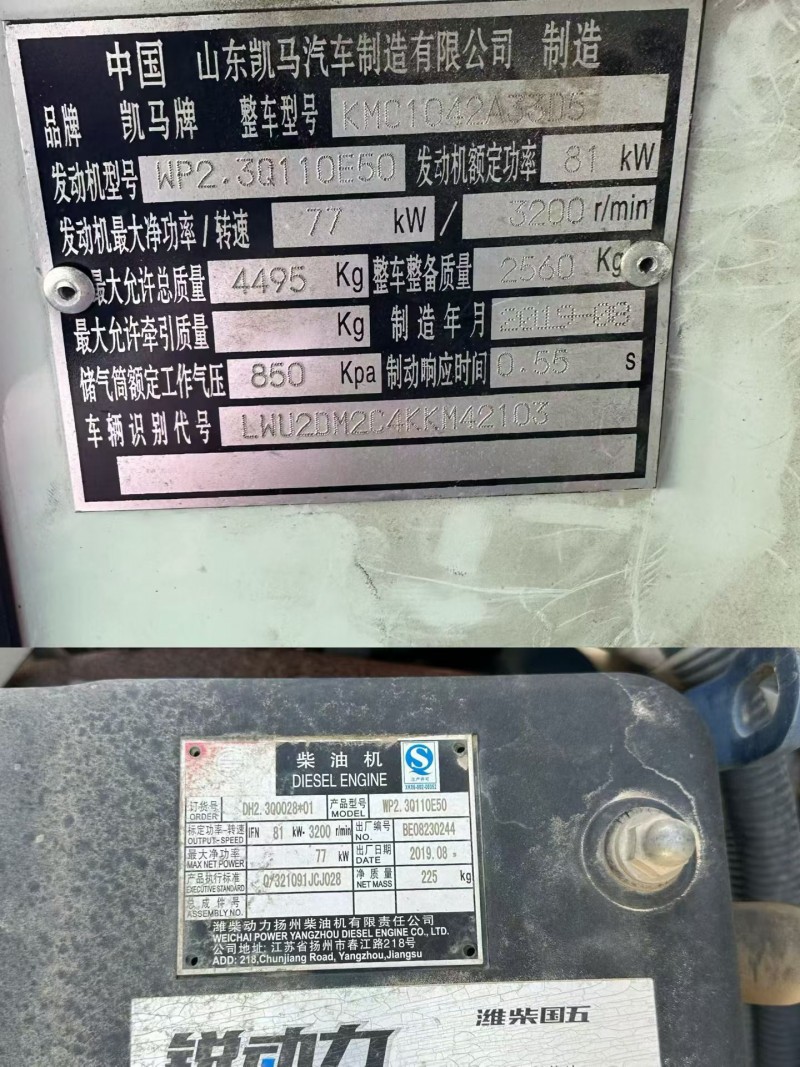 中国 山东凯马汽车制造有限公司 制造
品牌 凯马牌 整车型号 KMC1042A33D5
发动机型号 WP2.3Q110E50 发动机额定功率 81 kW
发动机最大净功率/转速 77 kW / 3200 r/min
最大允许总质量 4495 Kg 整车整备质量 2560 Kg
最大允许牵引质量 Kg 制造年月 2019-08
储气筒额定工作气压 850 Kpa 制动响应时间 0.55 s
车辆识别代号 LWU2DM2C4KKM42103
柴油机
DIESEL ENGINE
订货号 DH2.3Q0028*01 产品型号 WP2.3Q110E50
ORDER MODEL
标定功率-转速 IFN 81 kW- 3200 r/min 出厂编号 BE08230244
OUTPUT-SPEED NO.
最大净功率 77 kW 出厂日期 2019.08
MAX NET POWER DATE
产品执行标准 Q/321091JCJ028 净质量 225 kg
EXECUTIVE STANDARD NET MASS
总成件号
ASSEMBLY NO.
潍柴动力扬州柴油机有限责任公司
WEICHAI POWER YANGZHOU DIESEL ENGINE CO., LTD.
公司地址: 江苏省扬州市春江路218号
ADD: 218,Chunjiang Road, Yangzhou,Jiangsu
潍柴国五
锐动力